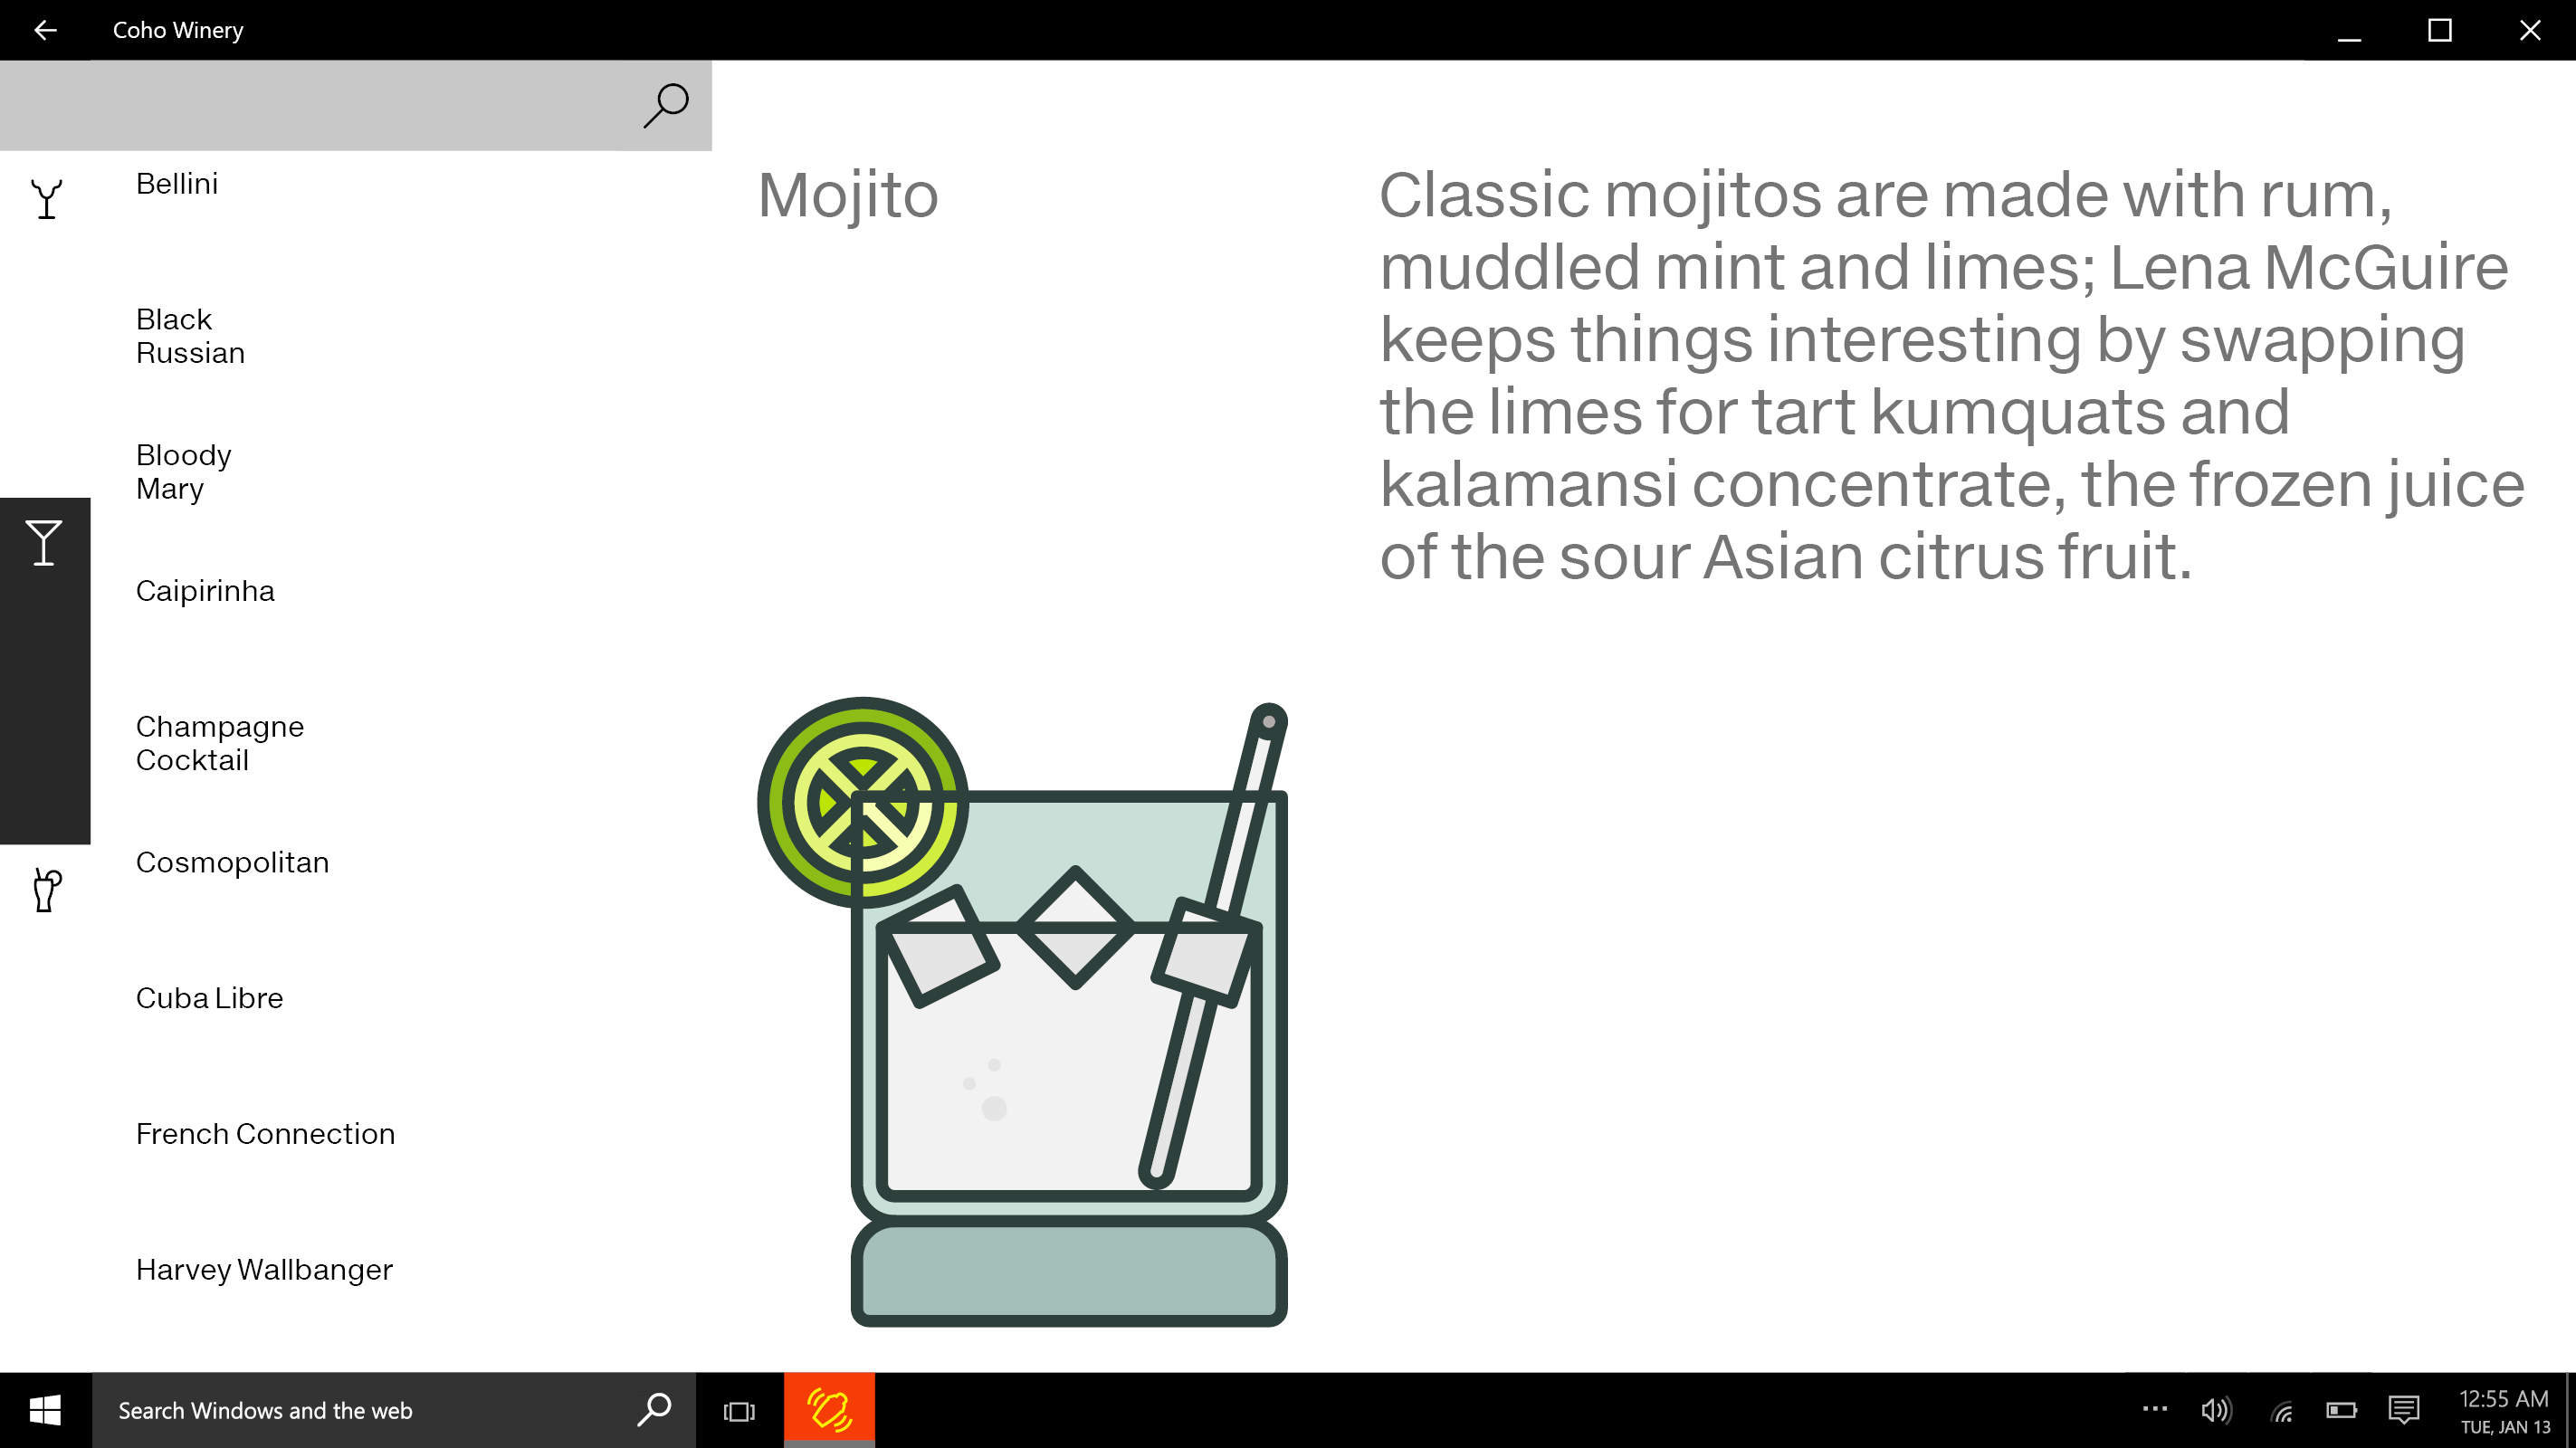 Coho Winery
Bellini
Black
Russian
Bloody
Mary
Caipirinha
Champagne
Cocktail
Cosmopolitan
Cuba Libre
French Connection
Harvey Wallbanger
Mojito
Classic mojitos are made with rum,
muddled mint and limes; Lena McGuire
keeps things interesting by swapping
the limes for tart kumquats and
kalamansi concentrate, the frozen juice
of the sour Asian citrus fruit.
Search Windows and the web
12:55 AM
TUE, JAN 13